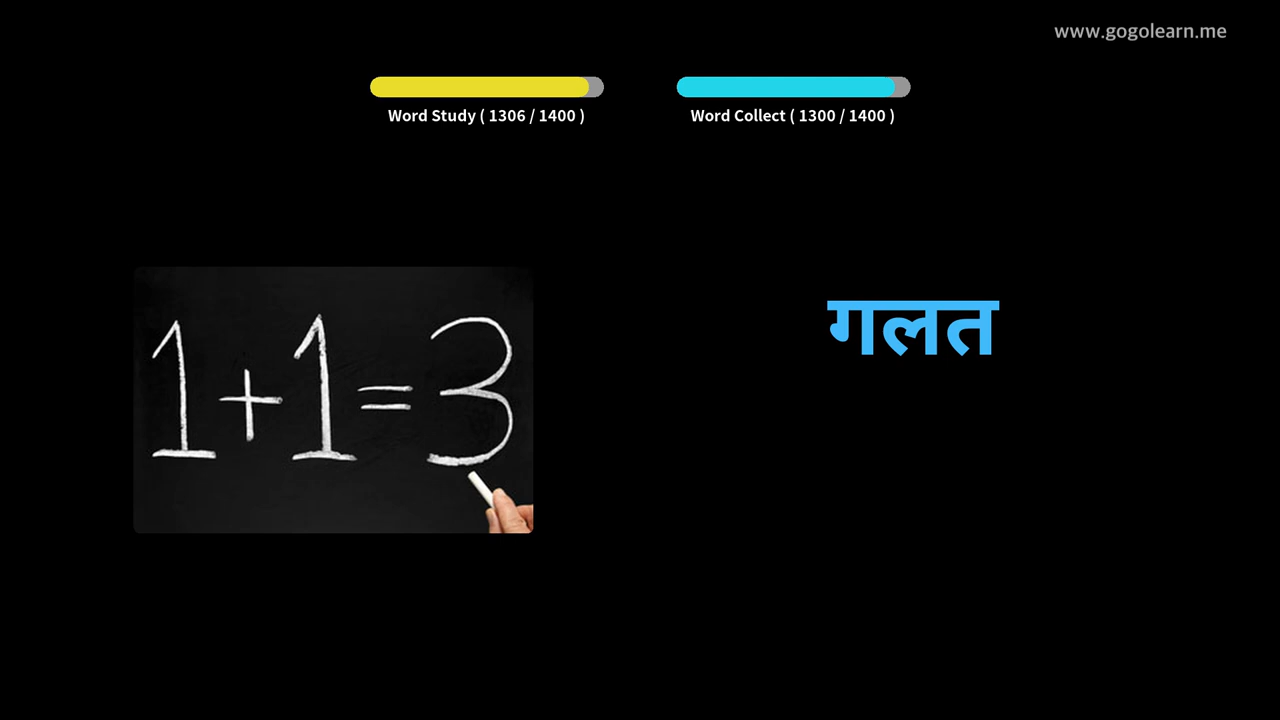 www.gogolearn.me
Word Study ( 1306 / 1400 )
Word Collect ( 1300 / 1400 )
1+1=3
गलत